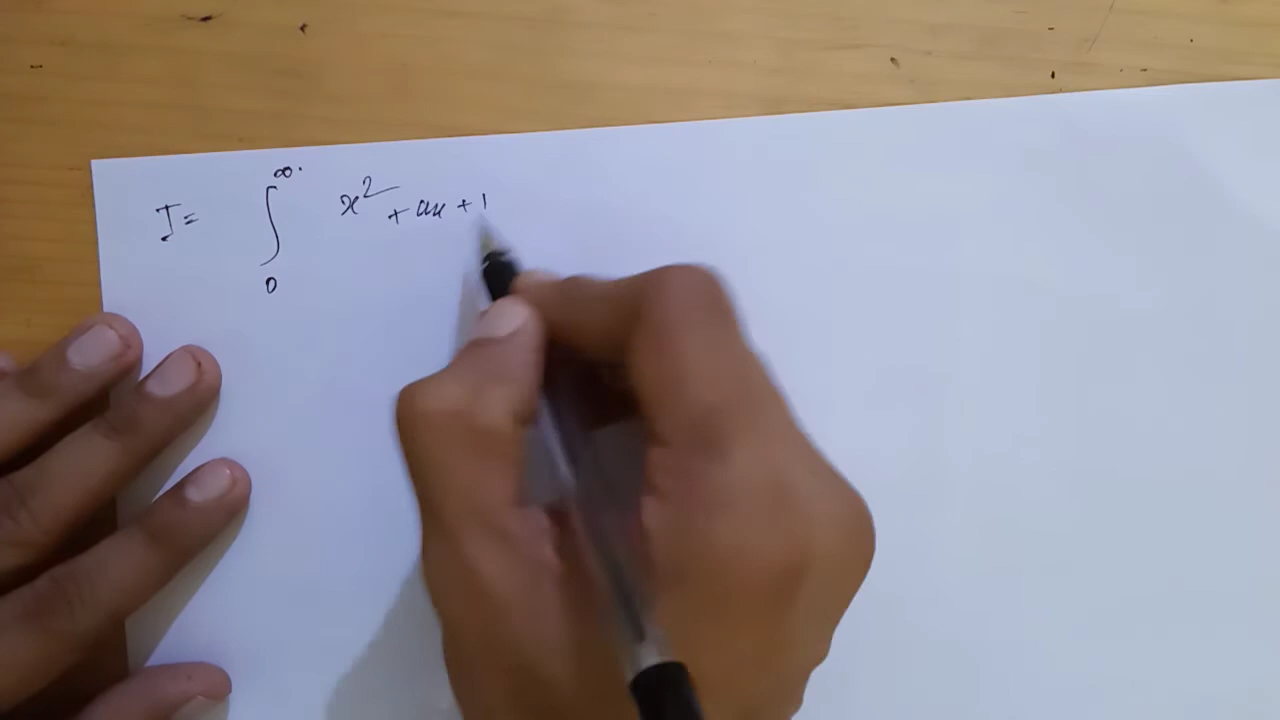 I = ∫₀^∞ x² + ax + 1